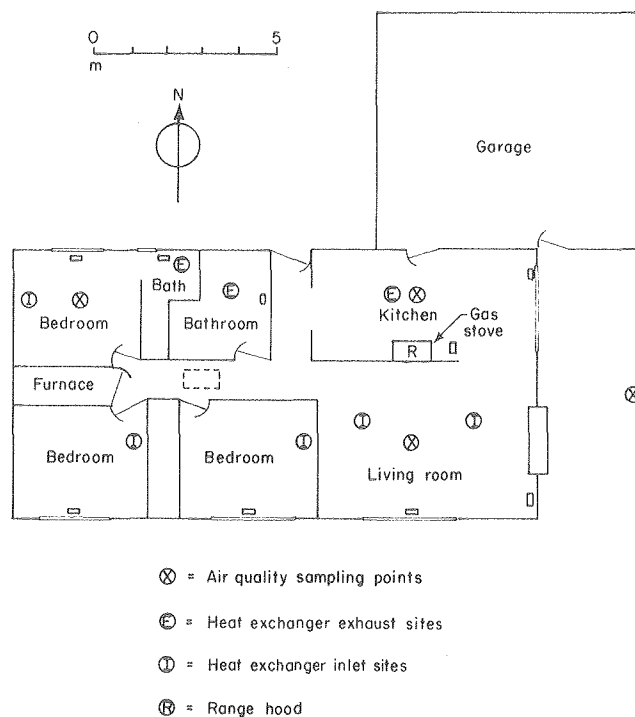 0 5
m
N
Garage
E
Bath
I X E E X
Bedroom Bathroom Kitchen
Gas
stove
R
Furnace
I I I I
X
Bedroom Bedroom
Living room
X
Ⓧ = Air quality sampling points
Ⓔ = Heat exchanger exhaust sites
Ⓘ = Heat exchanger inlet sites
Ⓡ = Range hood